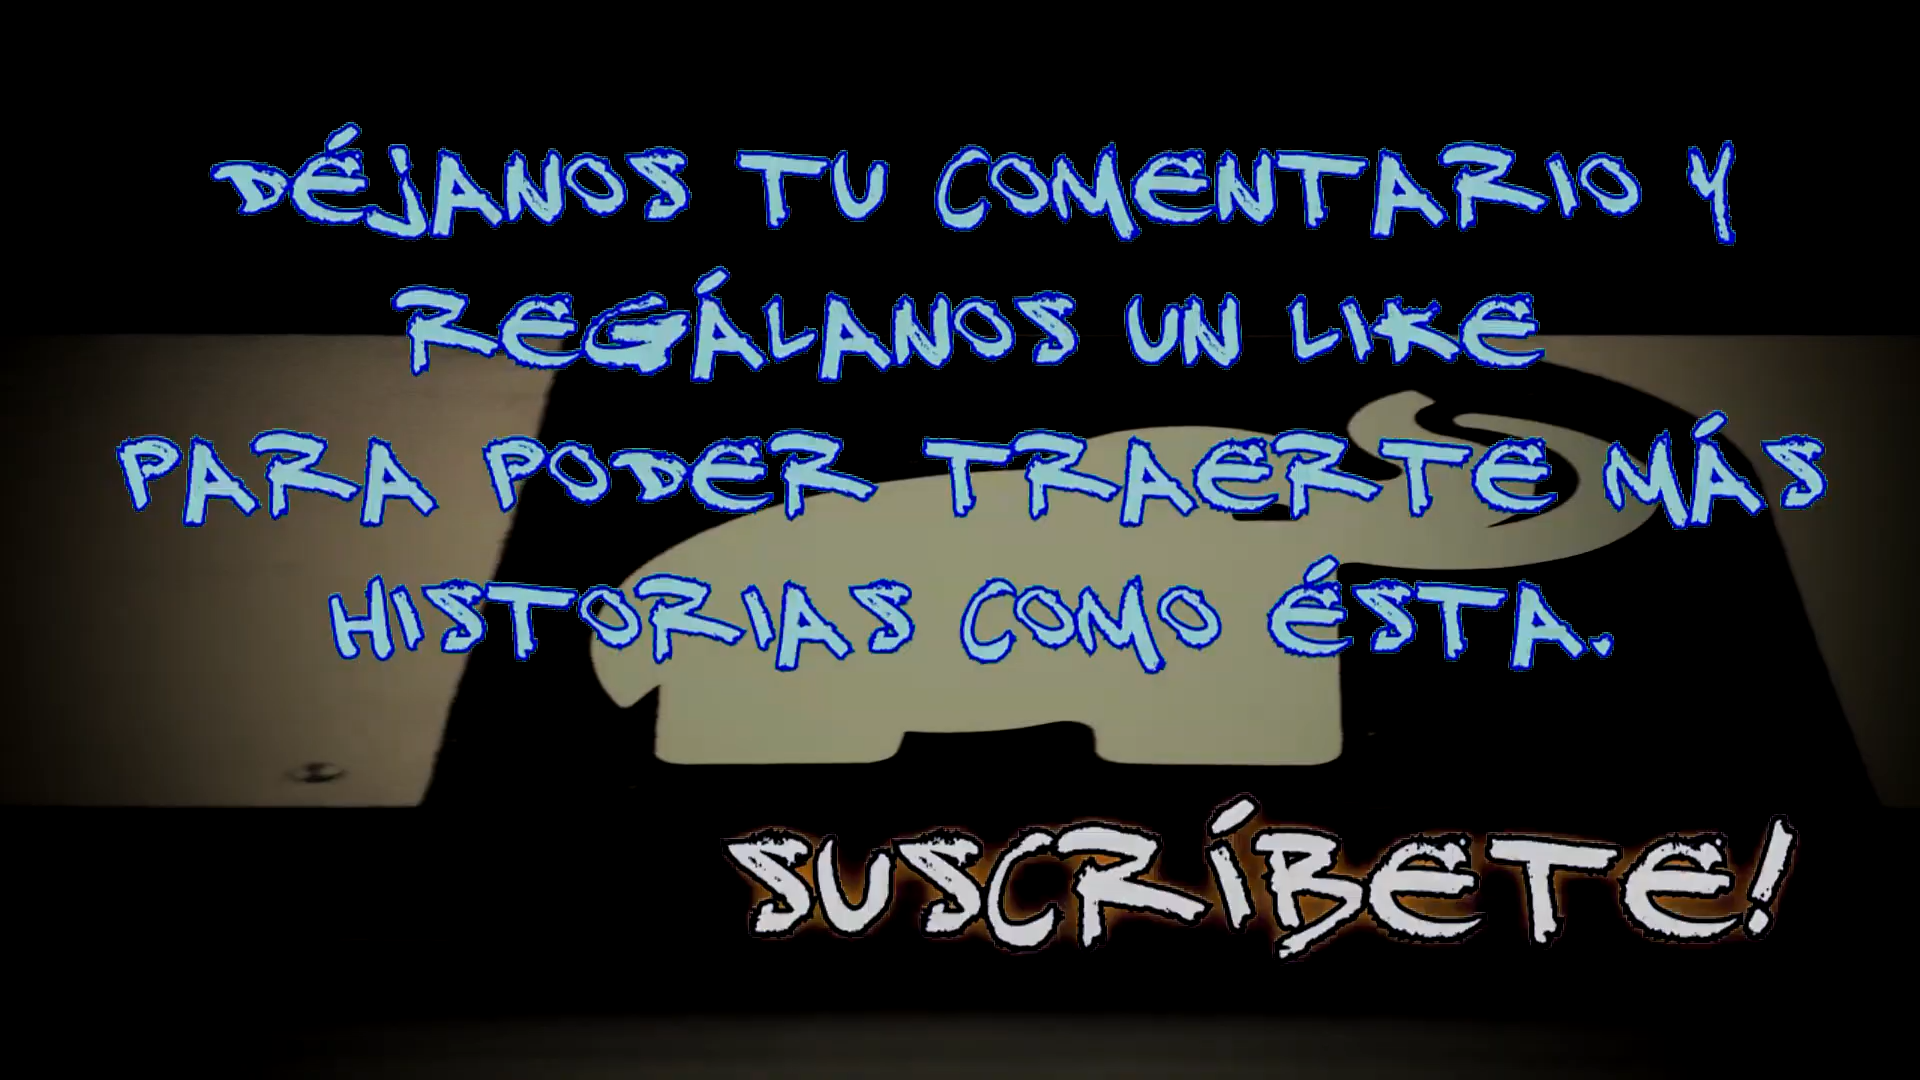 DÉJANOS TU COMENTARIO Y
REGÁLANOS UN LIKE
PARA PODER TRAERTE MÁS
HISTORIAS COMO ÉSTA.
SUSCRÍBETE!